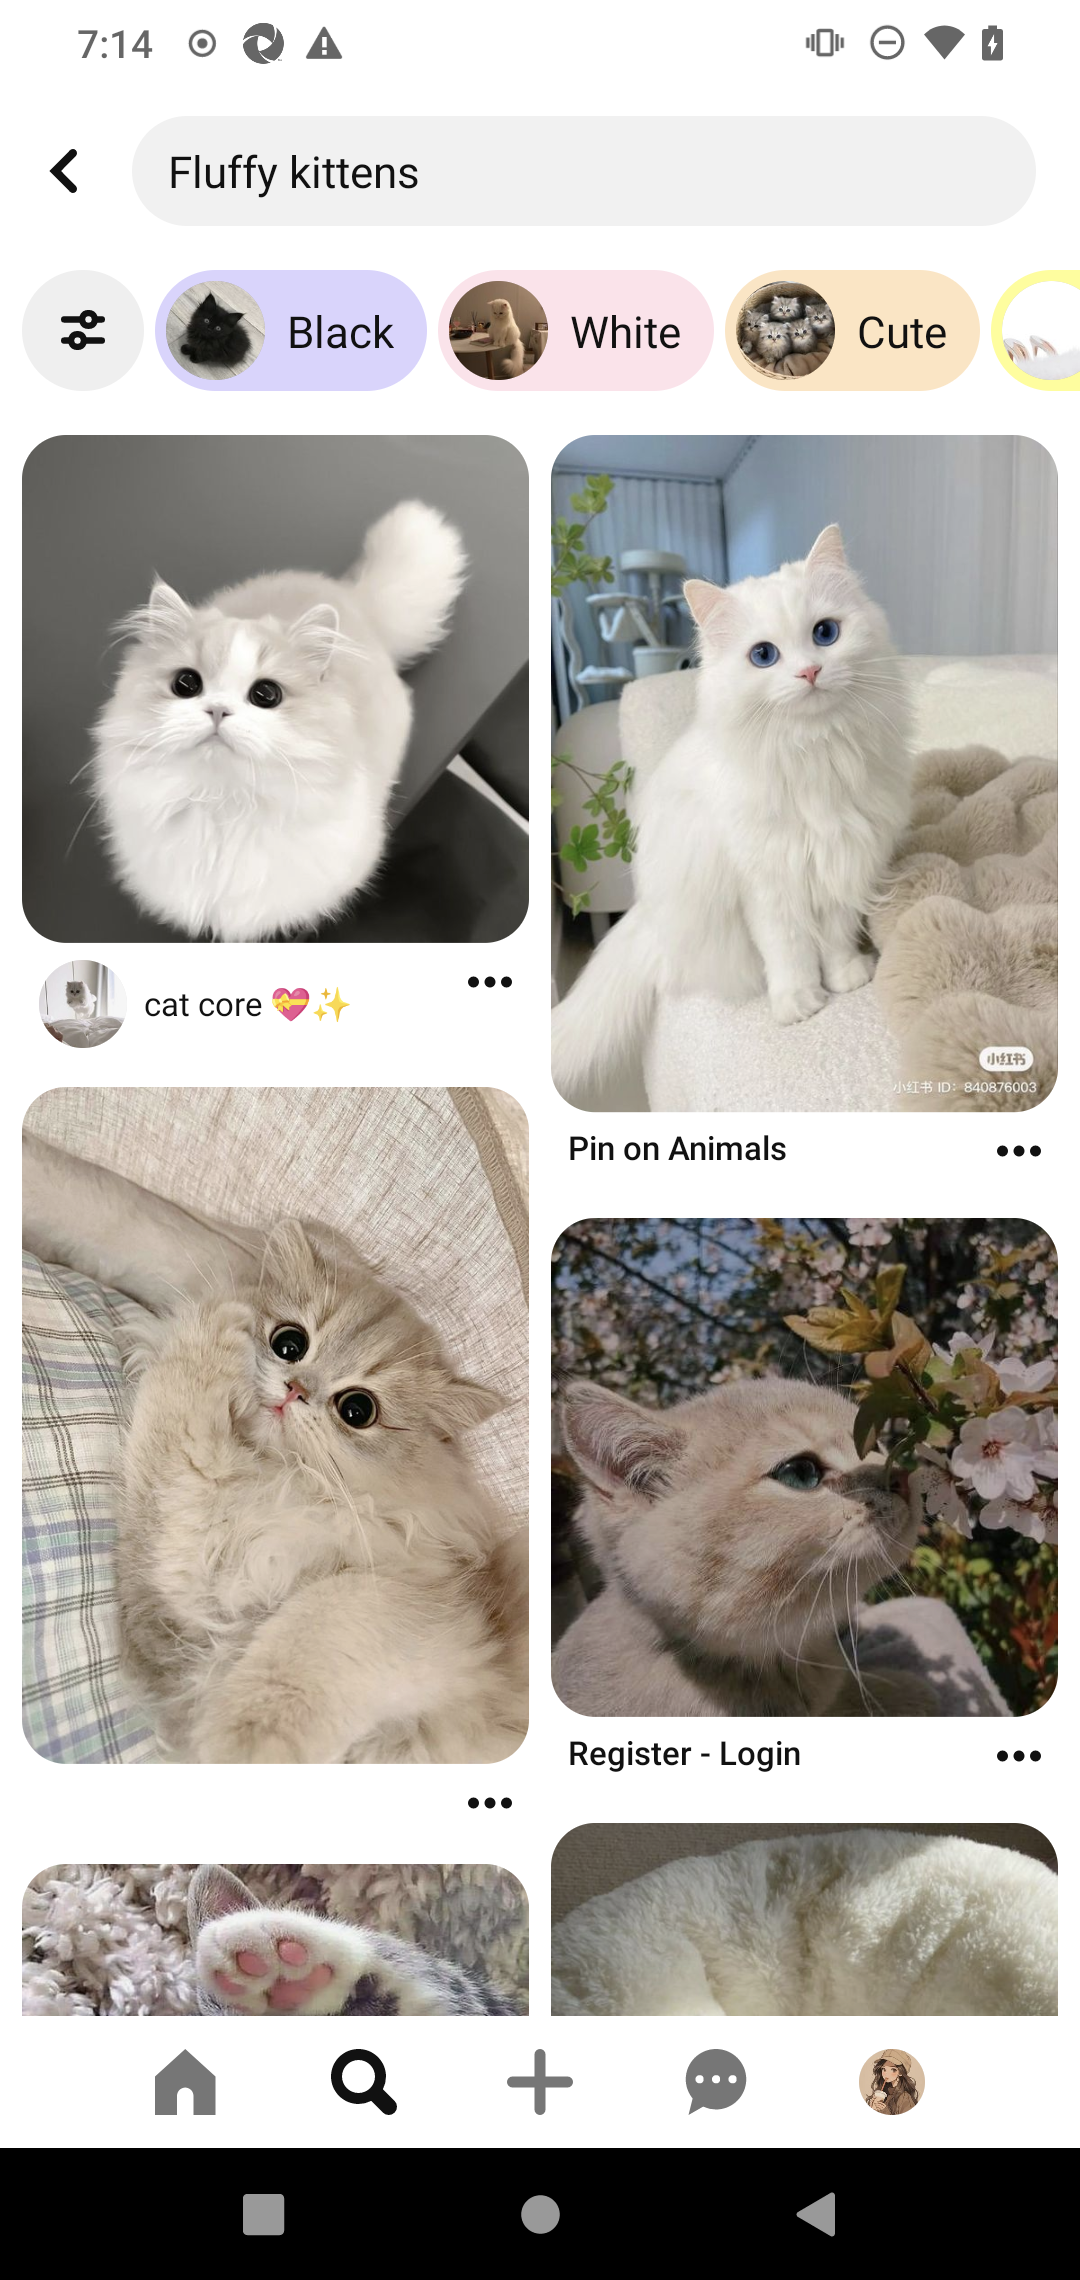 7:14
Fluffy kittens
Black
White
Cute
cat core 💝✨
小红书
小红书 ID: 840876003
Pin on Animals
Register - Login